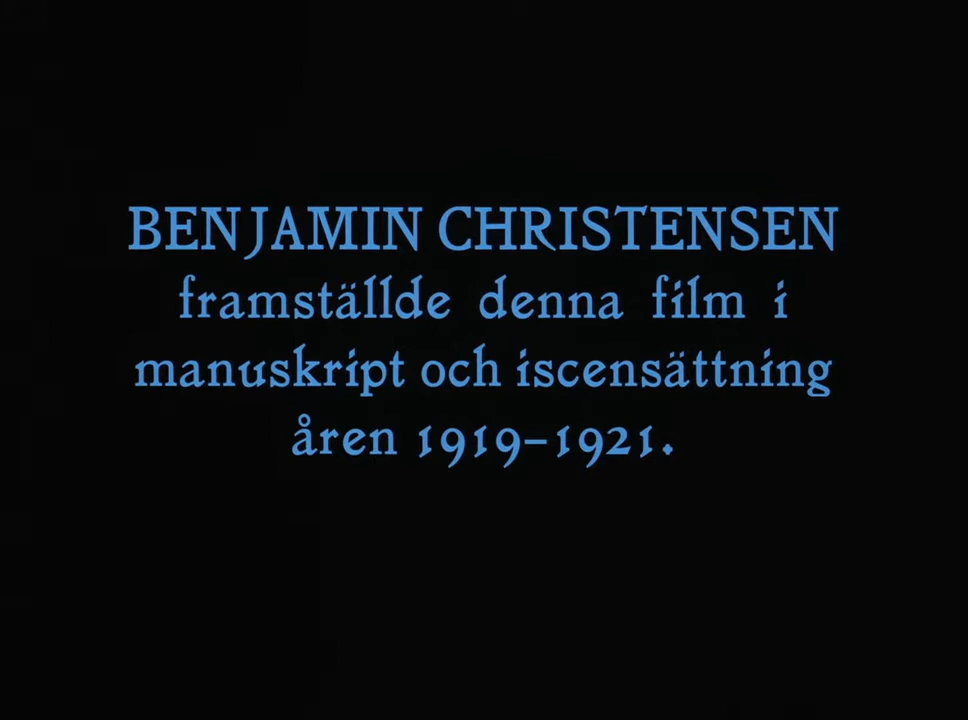 BENJAMIN CHRISTENSEN
framställde denna film i
manuskript och iscensättning
åren 1919–1921.